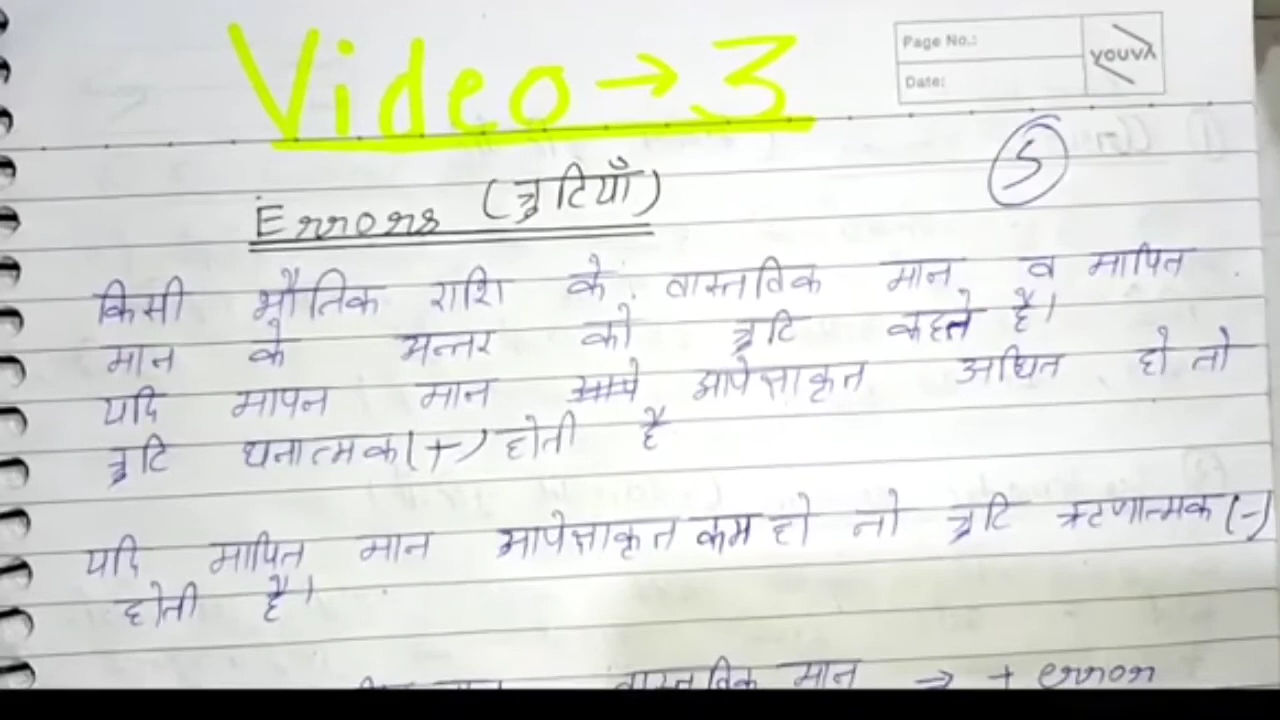 Video → 3
Page No.:
Date:
youva
5
Errors (त्रुटियाँ)
किसी भौतिक राशि के वास्तविक मान व मापित
मान के अन्तर को त्रुटि कहते है।
यदि मापन मान आपेक्षाकृत अधित हो तो
त्रुटि धनात्मक (+) होती है
यदि मापित मान आपेक्षाकृत कम हो तो त्रुटि ऋणात्मक (-)
होती है।
वास्तविक मान → + error